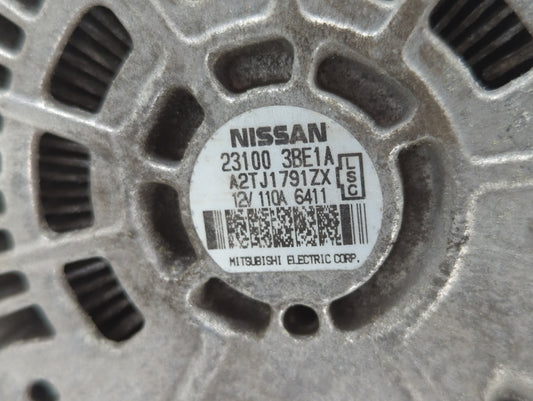 NISSAN
23100 3BE1A
A2TJ1791ZX
12V 110A 6411
L
S
C
MITSUBISHI ELECTRIC CORP.